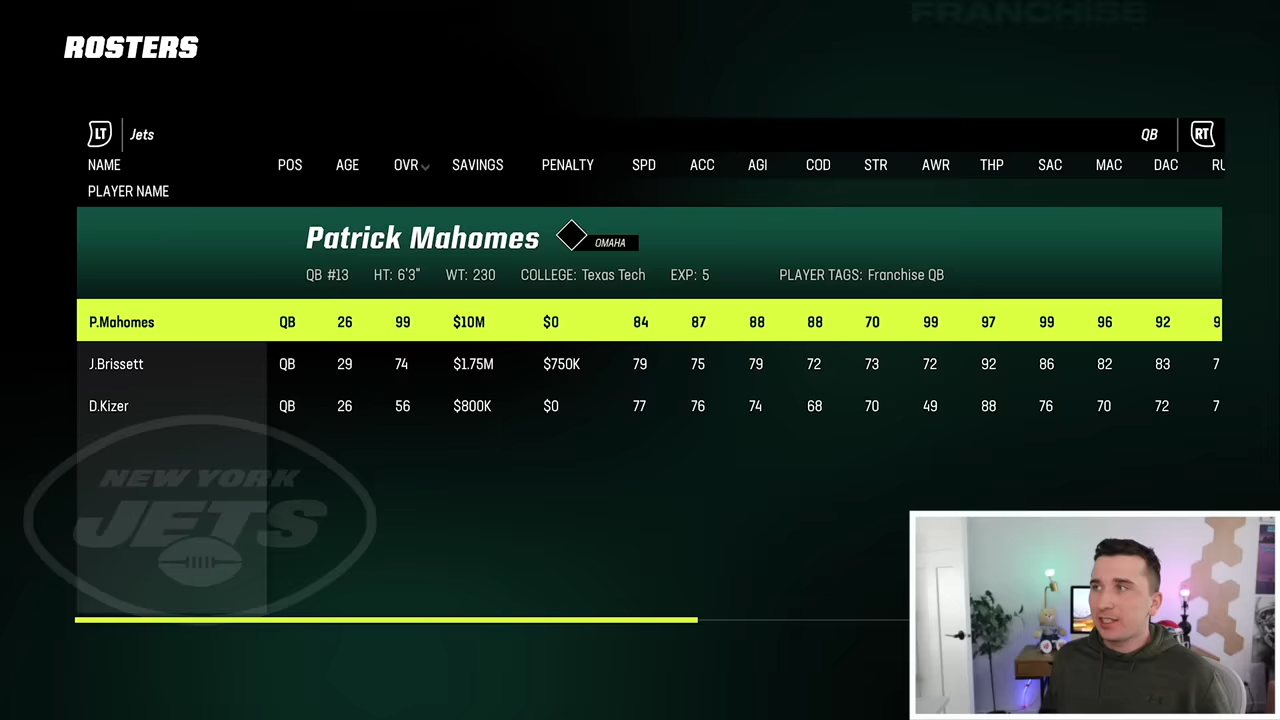 FRANCHISE
ROSTERS
LT Jets QB RT
NAME POS AGE OVR SAVINGS PENALTY SPD ACC AGI COD STR AWR THP SAC MAC DAC RU
PLAYER NAME
Patrick Mahomes OMAHA
QB #13 HT: 6'3" WT: 230 COLLEGE: Texas Tech EXP: 5 PLAYER TAGS: Franchise QB
P.Mahomes QB 26 99 $10M $0 84 87 88 88 70 99 97 99 96 92 9
J.Brissett QB 29 74 $1.75M $750K 79 75 79 72 73 72 92 86 82 83 7
D.Kizer QB 26 56 $800K $0 77 76 74 68 70 49 88 76 70 72 7
NEW YORK
JETS